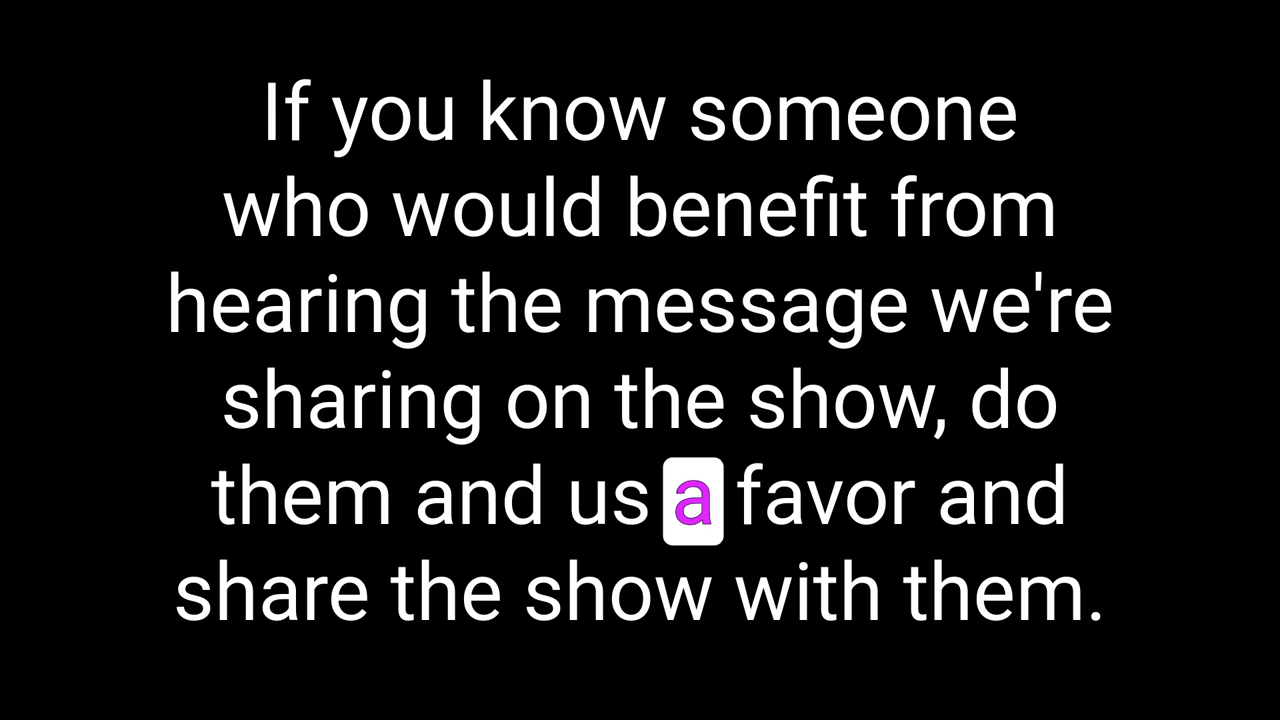 If you know someone
who would benefit from
hearing the message we're
sharing on the show, do
them and us a favor and
share the show with them.